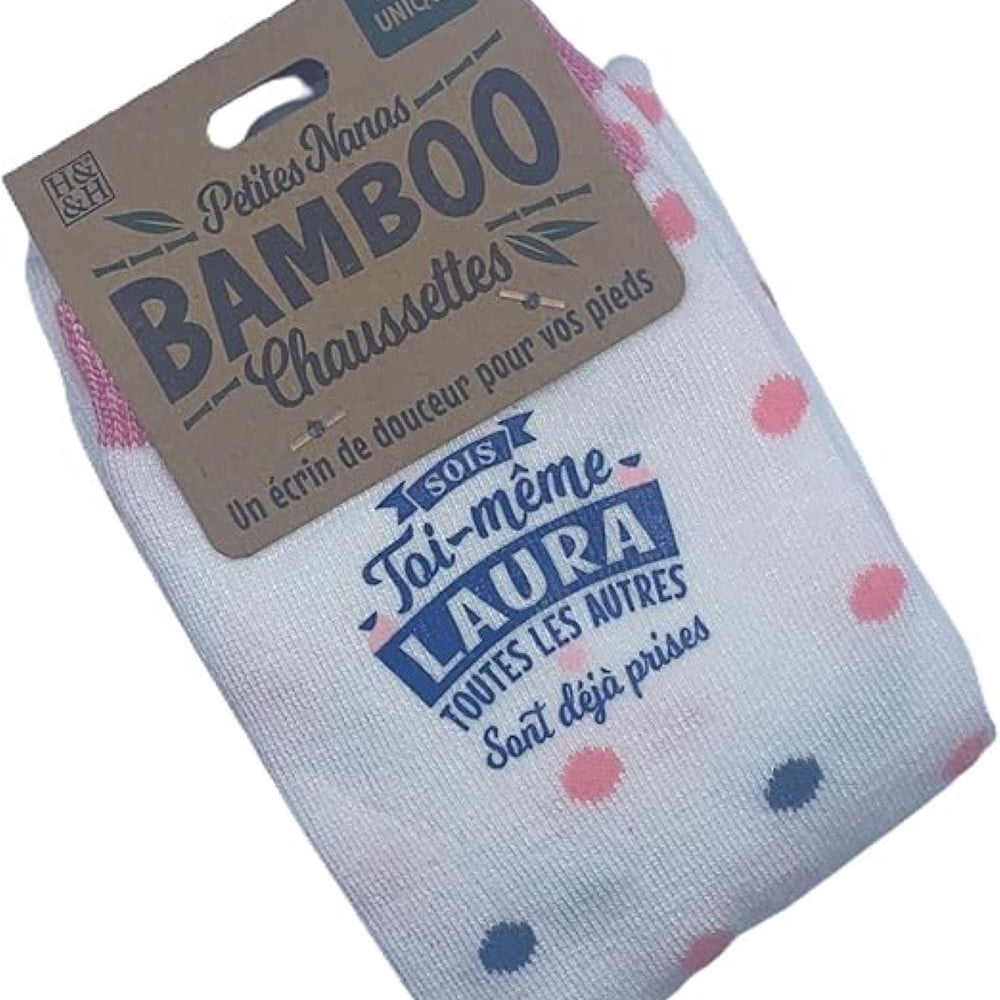 H&
&H
Petites Nanas
BAMBOO
Chaussettes
Un écrin de douceur pour vos pieds
SOIS
Toi-même
LAURA
TOUTES LES AUTRES
Sont déjà prises